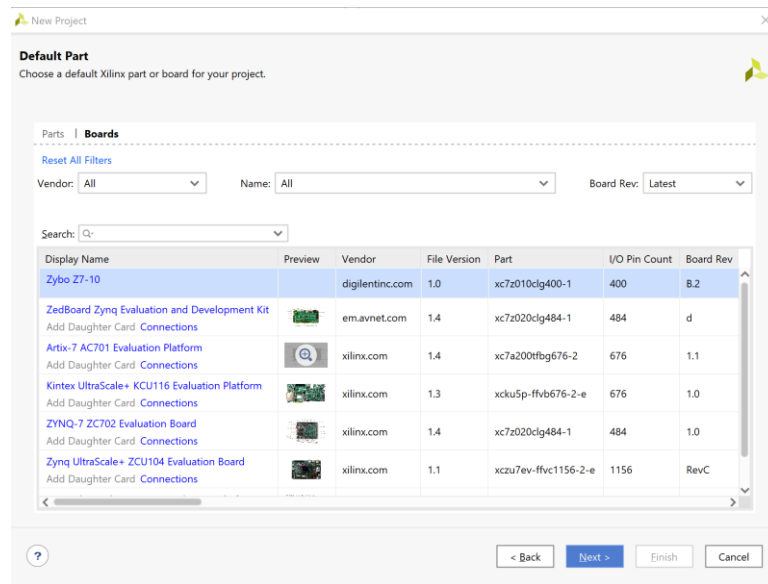 New Project
Default Part
Choose a default Xilinx part or board for your project.
Parts | Boards
Reset All Filters
Vendor: All Name: All Board Rev: Latest
Search: Q-
Display Name Preview Vendor File Version Part I/O Pin Count Board Rev
Zybo Z7-10 digilentinc.com 1.0 xc7z010clg400-1 400 B.2
ZedBoard Zynq Evaluation and Development Kit
Add Daughter Card Connections em.avnet.com 1.4 xc7z020clg484-1 484 d
Artix-7 AC701 Evaluation Platform
Add Daughter Card Connections xilinx.com 1.4 xc7a200tfbg676-2 676 1.1
Kintex UltraScale+ KCU116 Evaluation Platform
Add Daughter Card Connections xilinx.com 1.3 xcku5p-ffvb676-2-e 676 1.0
ZYNQ-7 ZC702 Evaluation Board
Add Daughter Card Connections xilinx.com 1.4 xc7z020clg484-1 484 1.0
Zynq UltraScale+ ZCU104 Evaluation Board
Add Daughter Card Connections xilinx.com 1.1 xczu7ev-ffvc1156-2-e 1156 RevC
? < Back Next > Finish Cancel